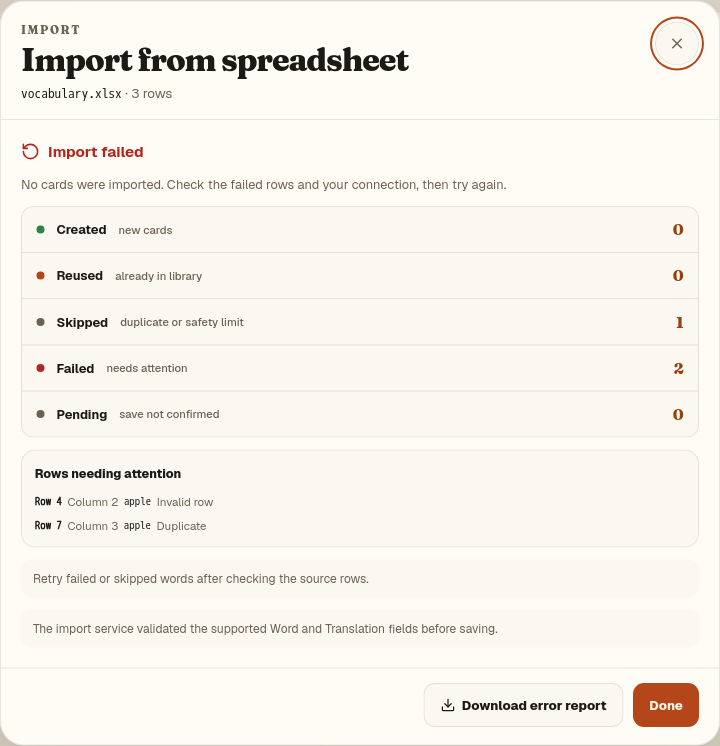 IMPORT
Import from spreadsheet
vocabulary.xlsx · 3 rows
Import failed
No cards were imported. Check the failed rows and your connection, then try again.
Created new cards 0
Reused already in library 0
Skipped duplicate or safety limit 1
Failed needs attention 2
Pending save not confirmed 0
Rows needing attention
Row 4 Column 2 apple Invalid row
Row 7 Column 3 apple Duplicate
Retry failed or skipped words after checking the source rows.
The import service validated the supported Word and Translation fields before saving.
Download error report Done